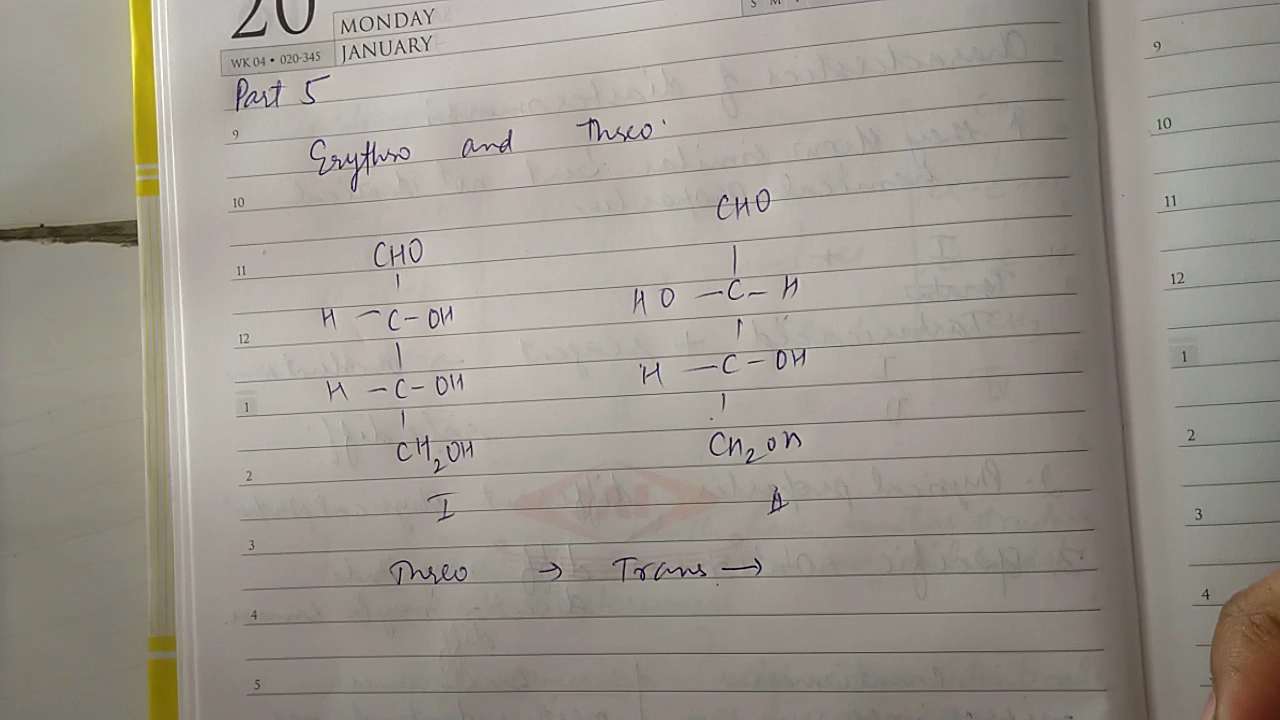 20
MONDAY
JANUARY
WK 04 • 020-345
Part 5
9
Erythro and Threo
10
CHO
CHO
11
HO — C — H
H — C — OH
12
H — C — OH
H — C — OH
1
CH2OH
CH2OH
2
I
II
3
Threo → Trans →
4
5
9
10
11
12
1
2
3
4